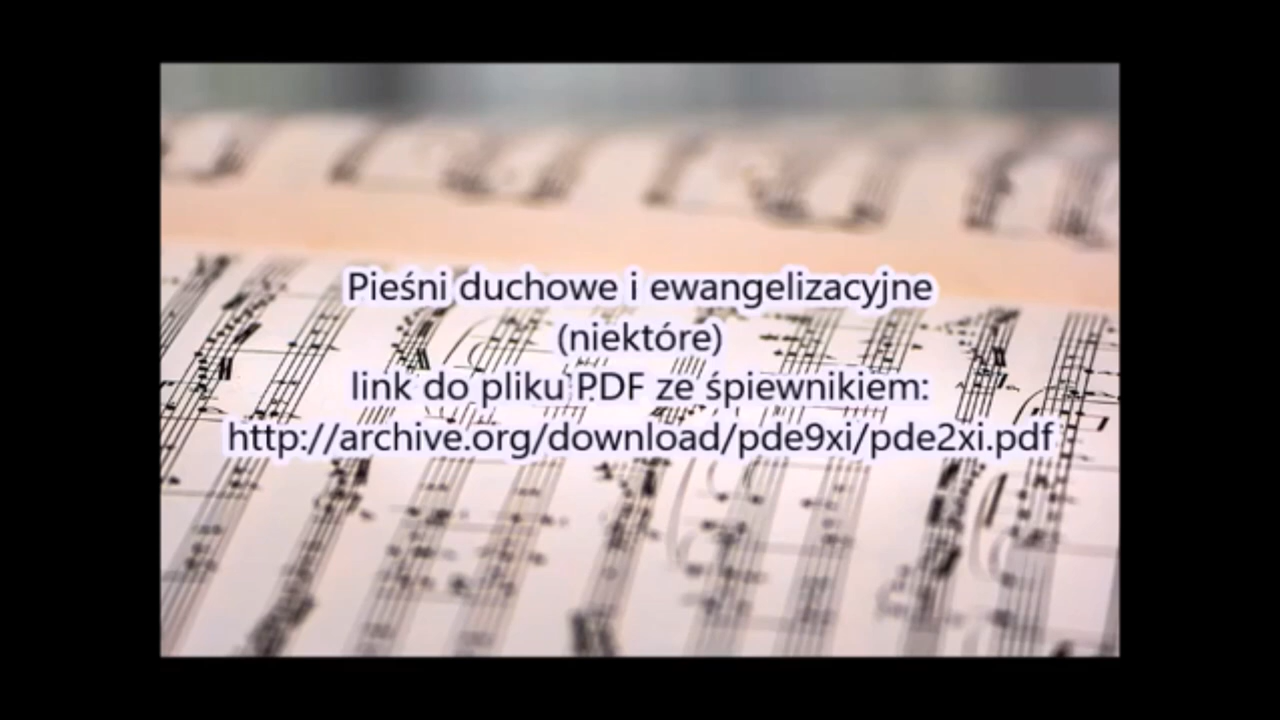 Pieśni duchowe i ewangelizacyjne
(niektóre)
link do pliku PDF ze śpiewnikiem:
http://archive.org/download/pde9xi/pde2xi.pdf